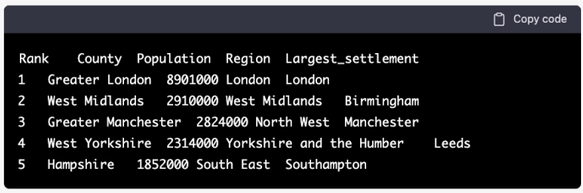 Copy code
Rank County Population Region Largest_settlement
1 Greater London 8901000 London London
2 West Midlands 2910000 West Midlands Birmingham
3 Greater Manchester 2824000 North West Manchester
4 West Yorkshire 2314000 Yorkshire and the Humber Leeds
5 Hampshire 1852000 South East Southampton